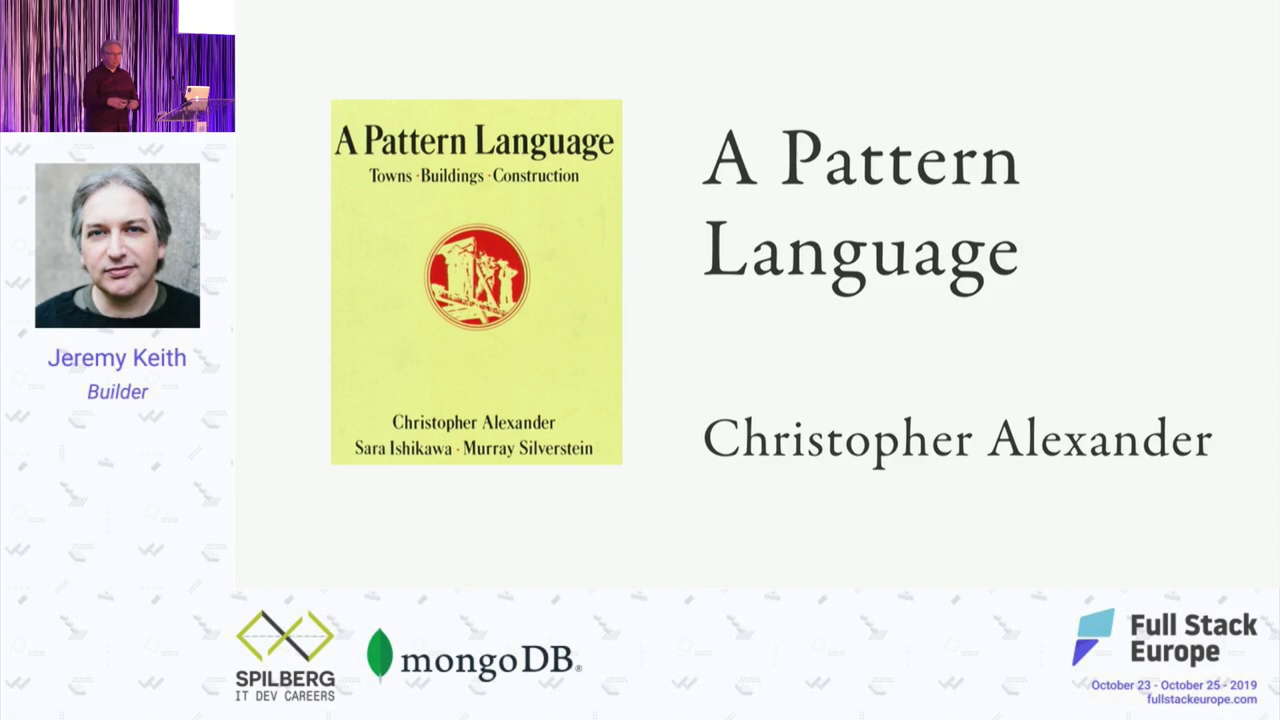 Jeremy Keith
Builder
A Pattern Language
Towns · Buildings · Construction
Christopher Alexander
Sara Ishikawa · Murray Silverstein
A Pattern
Language
Christopher Alexander
SPILBERG
IT DEV CAREERS
mongoDB®
Full Stack
Europe
October 23 - October 25 - 2019
fullstackeurope.com